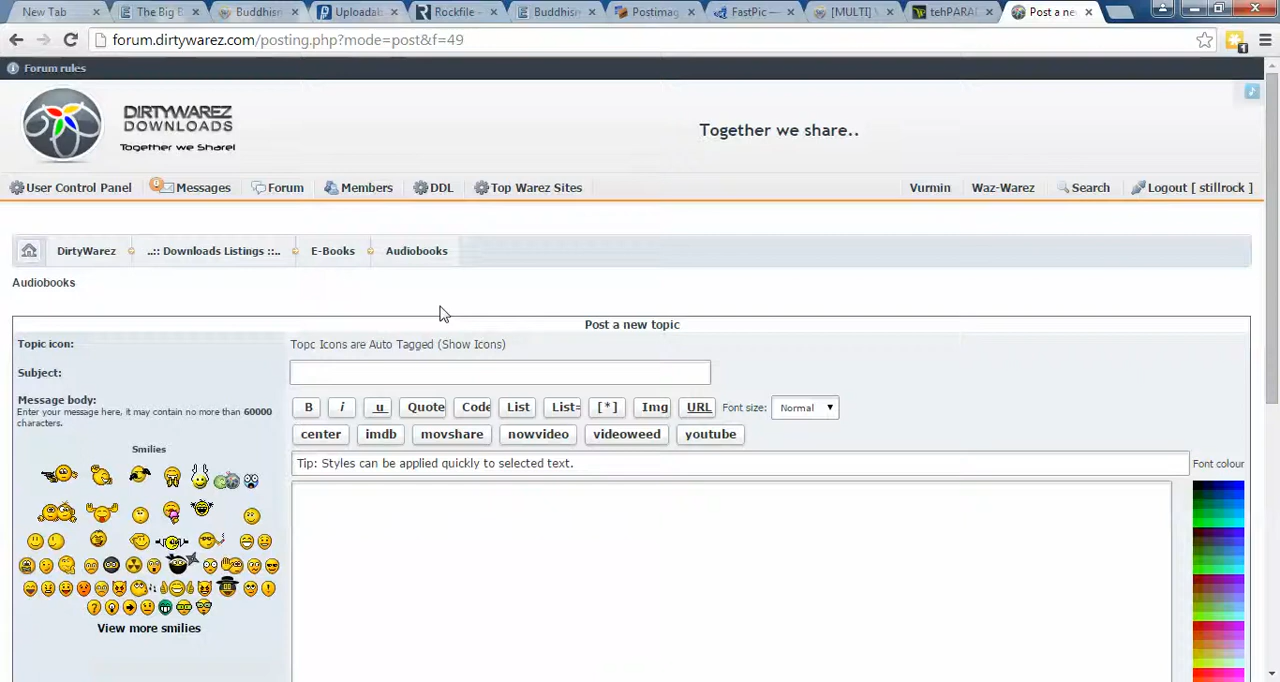 New Tab
The Big B
Buddhism
Uploadab
Rockfile -
Buddhism
Postimag
FastPic —
[MULTI] V
tehPARAD
Post a ne
forum.dirtywarez.com/posting.php?mode=post&f=49
1
Forum rules
DIRTYWAREZ
DOWNLOADS
Together we Share!
Together we share..
User Control Panel Messages Forum Members DDL Top Warez Sites Vurmin Waz-Warez Search Logout [ stillrock ]
DirtyWarez ..:: Downloads Listings ::.. E-Books Audiobooks
Audiobooks
Post a new topic
Topic icon: Topc Icons are Auto Tagged (Show Icons)
Subject:
Message body:
Enter your message here, it may contain no more than 60000
characters.
B i u Quote Code List List= [*] Img URL Font size: Normal
center imdb movshare nowvideo videoweed youtube
Tip: Styles can be applied quickly to selected text.
Font colour
Smilies
View more smilies